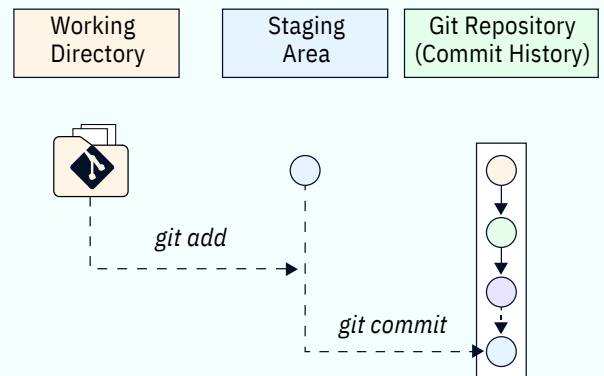 Working
Directory
Staging
Area
Git Repository
(Commit History)
git add
git commit